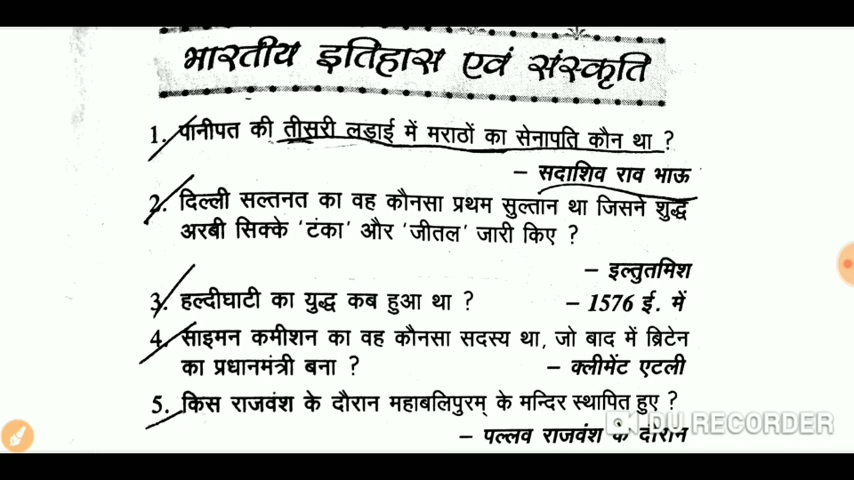 भारतीय इतिहास एवं संस्कृति
1. पानीपत की तीसरी लड़ाई में मराठों का सेनापति कौन था ?
– सदाशिव राव भाऊ
2. दिल्ली सल्तनत का वह कौनसा प्रथम सुल्तान था जिसने शुद्ध
अरबी सिक्के 'टंका' और 'जीतल' जारी किए ?
– इल्तुतमिश
3. हल्दीघाटी का युद्ध कब हुआ था ? – 1576 ई. में
4. साइमन कमीशन का वह कौनसा सदस्य था, जो बाद में ब्रिटेन
का प्रधानमंत्री बना ? – क्लीमेंट एटली
5. किस राजवंश के दौरान महाबलिपुरम् के मन्दिर स्थापित हुए ?
DU RECORDER
– पल्लव राजवंश के दौरान